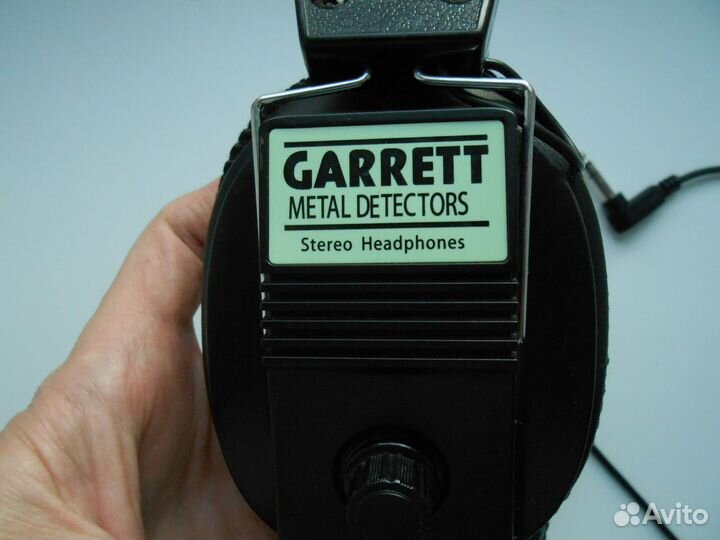 GARRETT
METAL DETECTORS
Stereo Headphones
Avito